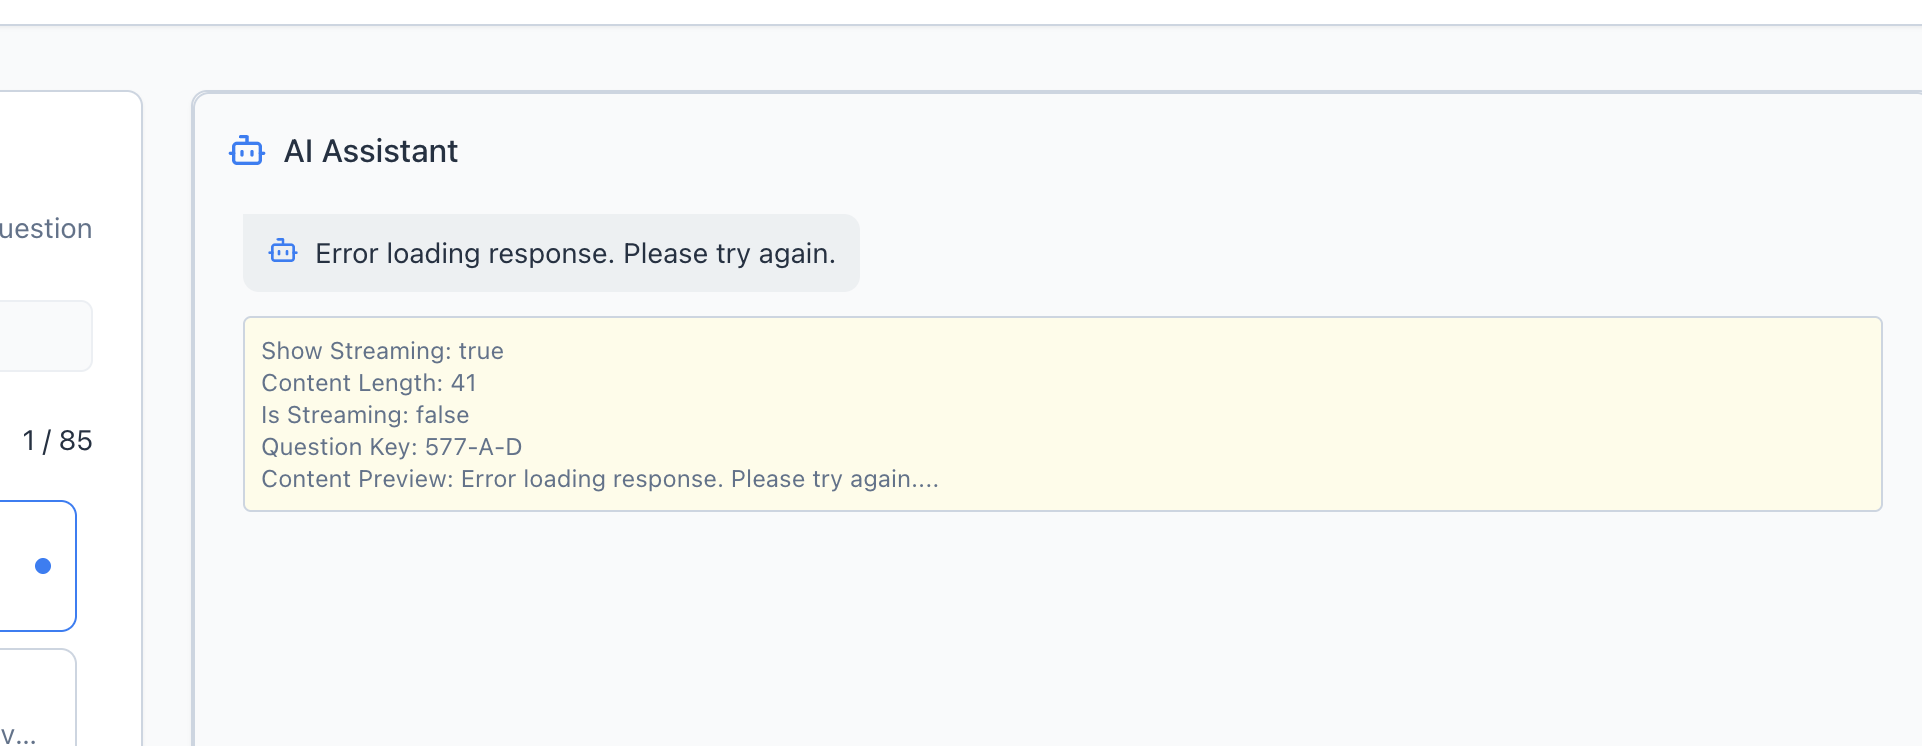 AI Assistant
uestion
Error loading response. Please try again.
Show Streaming: true
Content Length: 41
Is Streaming: false
Question Key: 577-A-D
Content Preview: Error loading response. Please try again....
1 / 85
v...